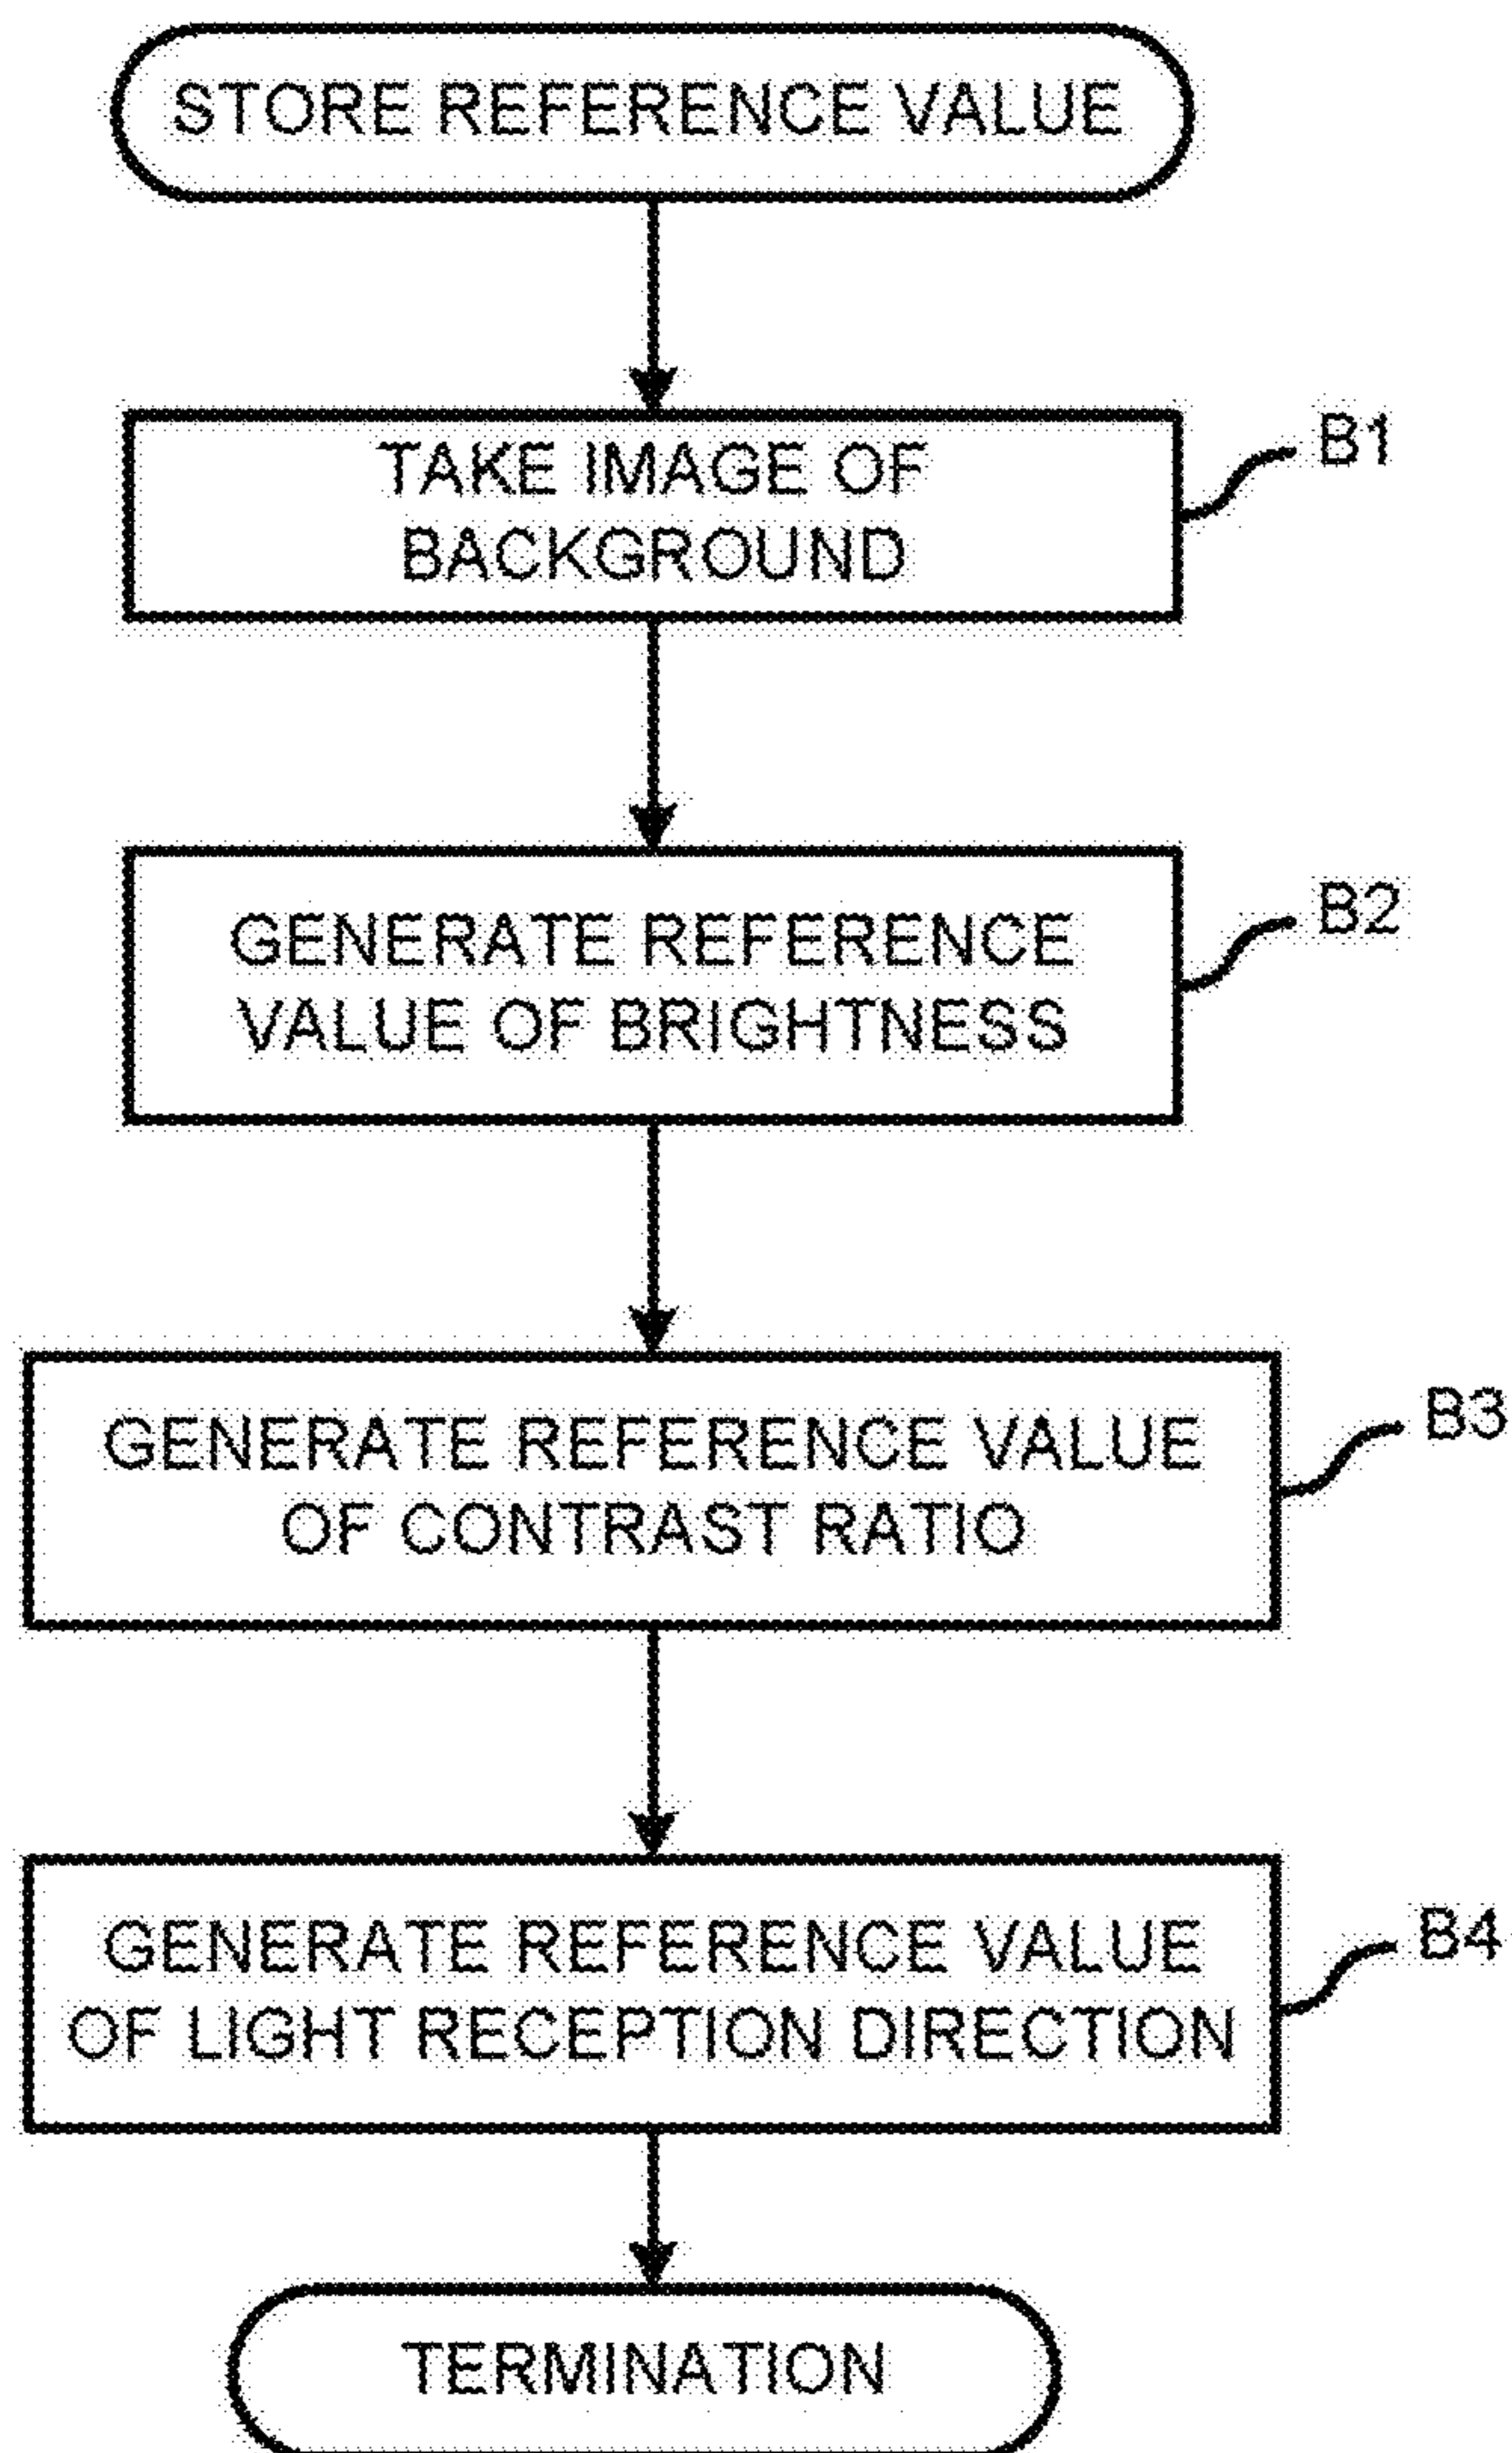 STORE REFERENCE VALUE
TAKE IMAGE OF
BACKGROUND
B1
GENERATE REFERENCE
VALUE OF BRIGHTNESS
B2
GENERATE REFERENCE VALUE
OF CONTRAST RATIO
B3
GENERATE REFERENCE VALUE
OF LIGHT RECEPTION DIRECTION
B4
TERMINATION